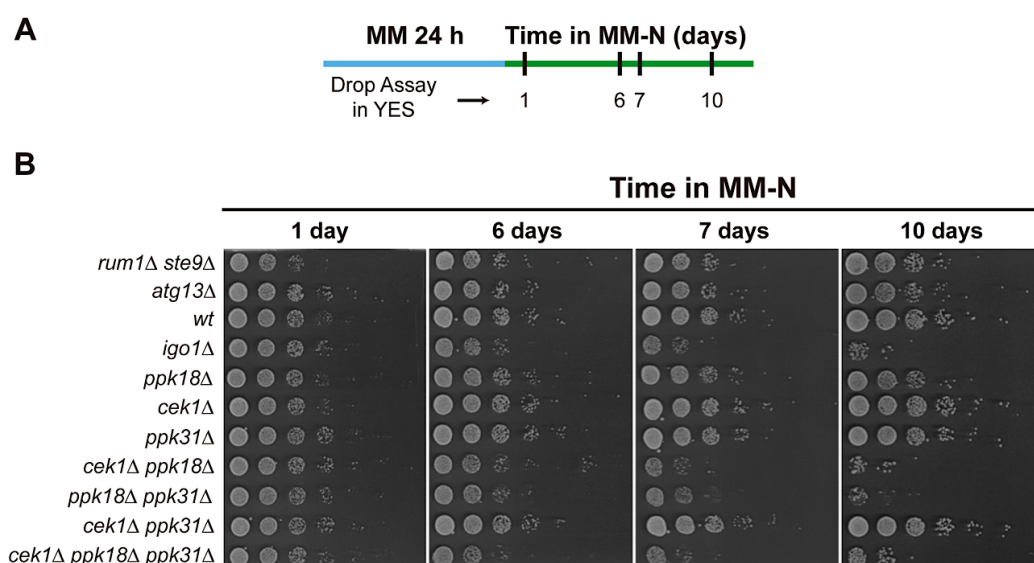 A
MM 24 h Time in MM-N (days)
Drop Assay
in YES
1 6 7 10
B
Time in MM-N
1 day 6 days 7 days 10 days
rum1Δ ste9Δ
atg13Δ
wt
igo1Δ
ppk18Δ
cek1Δ
ppk31Δ
cek1Δ ppk18Δ
ppk18Δ ppk31Δ
cek1Δ ppk31Δ
cek1Δ ppk18Δ ppk31Δ